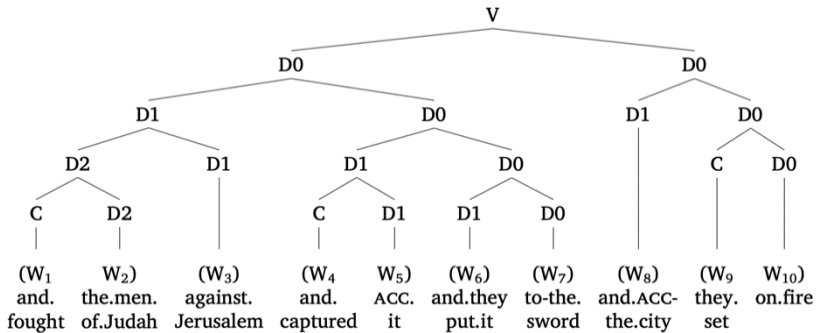 V
D0 D0
D1 D0 D1 D0
D2 D1 D1 D0 C D0
C D2 C D1 D1 D0
(W₁ W₂) (W₃) (W₄ W₅) (W₆) (W₇) (W₈) (W₉ W₁₀)
and. the.men. against. and. ACC. and.they to-the. and.ACC- they. on.fire
fought of.Judah Jerusalem captured it put.it sword the.city set